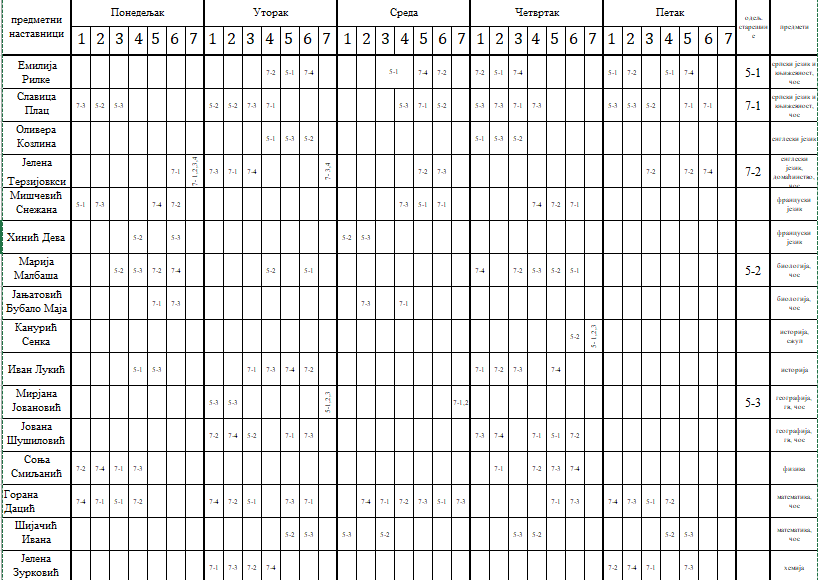 предметни наставници Понедељак Уторак Среда Четвртак Петак одељ. старешине предмети
1 2 3 4 5 6 7 1 2 3 4 5 6 7 1 2 3 4 5 6 7 1 2 3 4 5 6 7 1 2 3 4 5 6 7
Емилија Рилке 7-2 5-1 7-4 5-1 7-4 7-2 7-2 5-1 7-4 5-1 7-2 5-1 7-4 5-1 српски језик и књижевност, чос
Славица Плац 7-3 5-2 5-3 5-2 5-2 7-3 7-1 5-3 7-1 5-2 5-3 7-3 7-1 7-3 5-3 5-3 5-2 7-1 7-1 7-1 српски језик и књижевност, чос
Оливера Козлина 5-1 5-3 5-2 5-1 5-3 5-2 енглески језик
Јелена Терзијовкси 7-1 7-1,2,3,4 7-3 7-1 7-4 7-3,4 7-2 7-3 7-2 7-2 7-4 7-2 енглески језик, домаћинство, чос
Мишчевић Снежана 5-1 7-3 7-4 7-2 7-3 5-1 7-1 7-4 7-2 7-1 француски језик
Хинић Дева 5-2 5-3 5-2 5-3 француски језик
Марија Малбаша 5-2 5-3 7-2 7-4 5-2 5-1 7-4 7-2 5-3 5-2 5-1 5-2 биологија, чос
Јањатовић Бубало Маја 7-1 7-3 7-3 7-1 биологија, чос
Канурић Сенка 5-2 5-1,2,3 историја,
Иван Лукић 5-1 5-3 7-1 7-3 7-4 7-2 7-1 7-2 7-3 7-4 историја
Мирјана Јовановић 5-3 5-3 5-1,2,3 7-1,2 5-3 географија, гв, чос
Јована Шушиловић 7-2 7-4 5-2 7-1 7-3 7-3 7-4 7-1 5-1 7-2 географија, гв, чос
Соња Смиљанић 7-2 7-4 7-1 7-3 7-1 7-2 7-3 7-4 физика
Горана Дацић 7-4 7-1 5-1 7-2 7-4 7-2 5-1 7-3 7-1 7-4 7-1 7-2 7-3 5-1 7-3 7-1 7-3 7-4 7-3 5-1 7-2 математика, чос
Шијачић Ивана 5-2 5-3 5-3 5-2 5-3 5-2 5-2 5-3 математика, чос
Јелена Зурковић 7-1 7-3 7-2 7-4 7-2 7-4 7-1 7-3 хемија